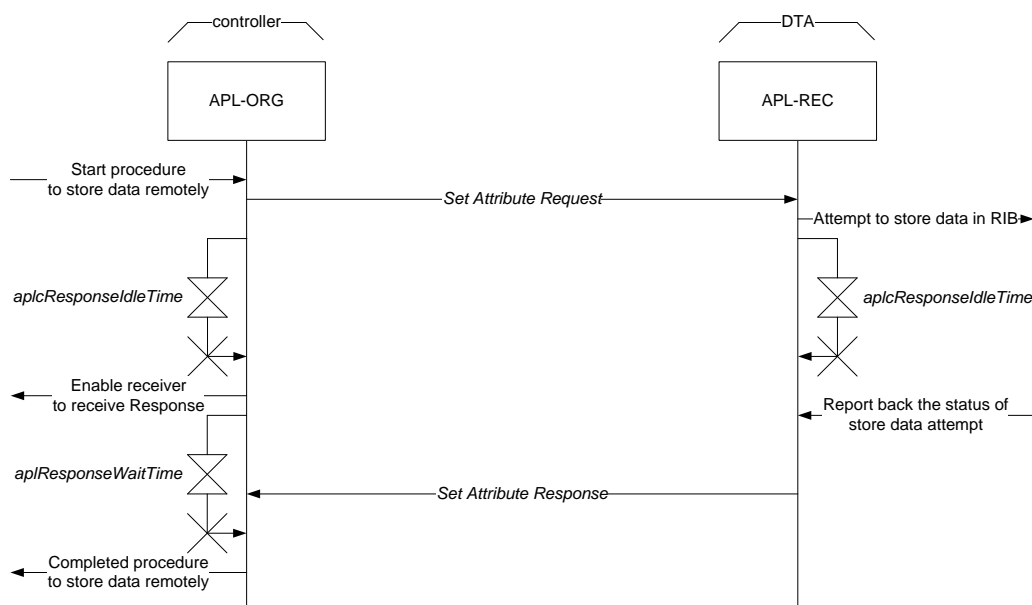 controller
DTA
APL-ORG
APL-REC
Start procedure
to store data remotely
Set Attribute Request
Attempt to store data in RIB
aplcResponseIdleTime
aplcResponseIdleTime
Enable receiver
to receive Response
Report back the status of
store data attempt
aplResponseWaitTime
Set Attribute Response
Completed procedure
to store data remotely